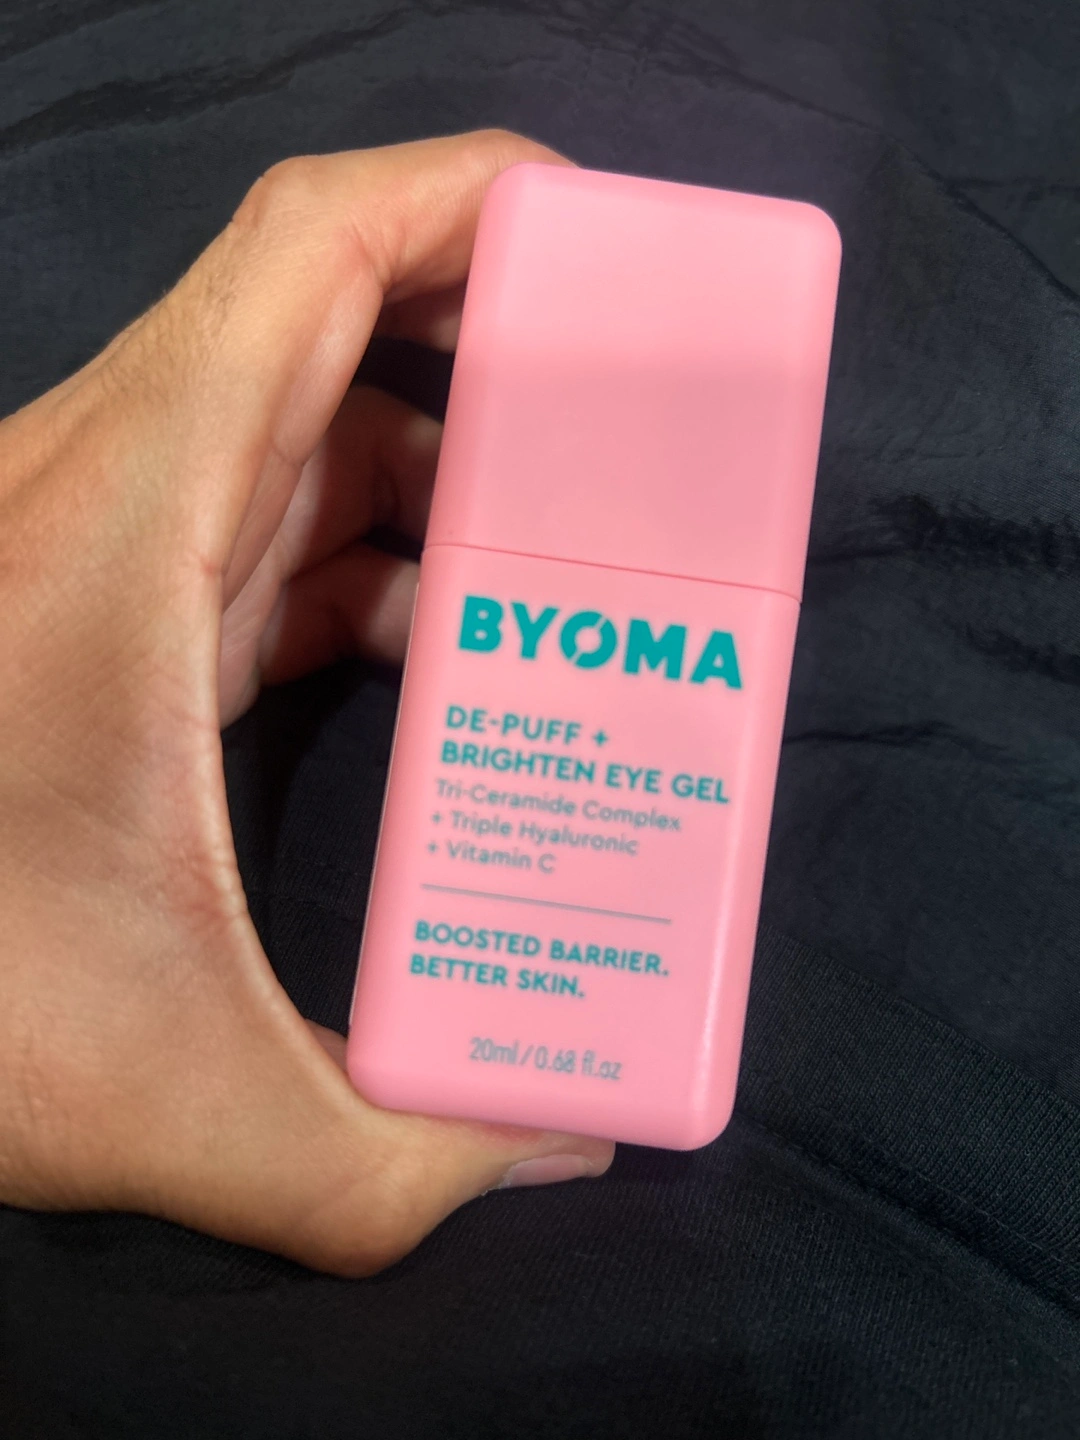 BYOMA
DE-PUFF +
BRIGHTEN EYE GEL
Tri-Ceramide Complex
+ Triple Hyaluronic
+ Vitamin C
BOOSTED BARRIER.
BETTER SKIN.
20ml / 0.68 fl.oz